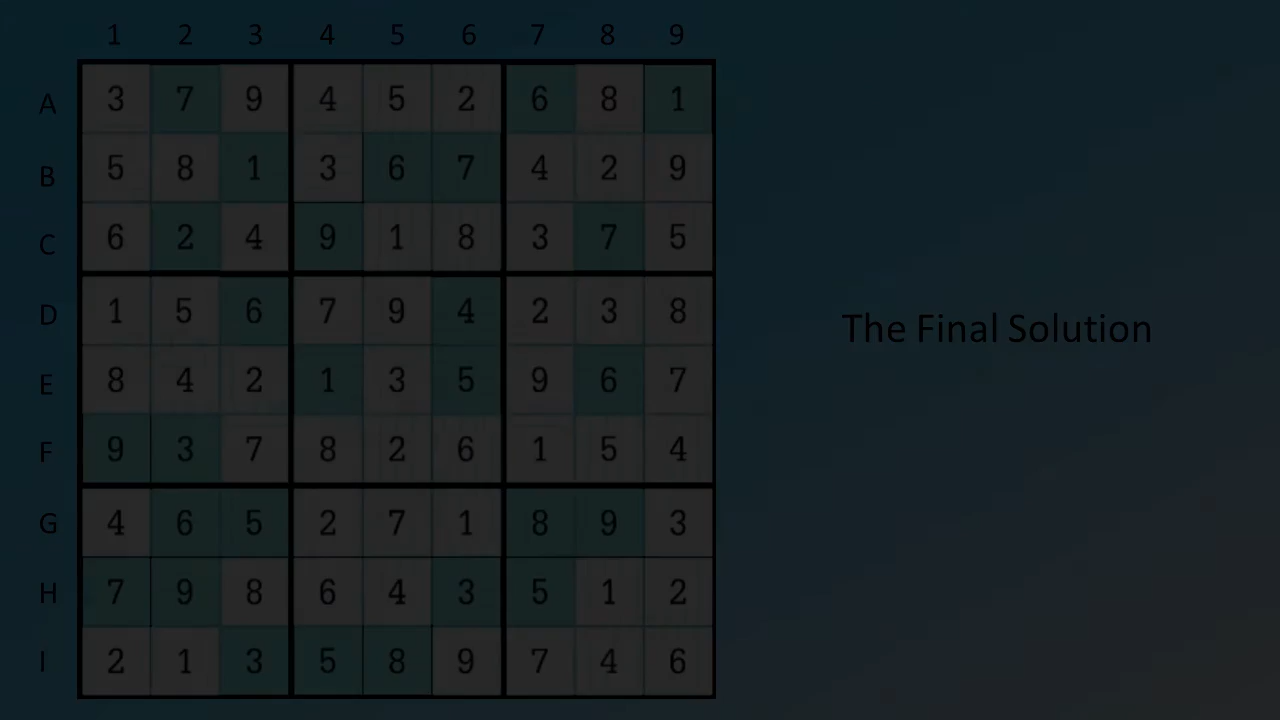 1 2 3 4 5 6 7 8 9
A 3 7 9 4 5 2 6 8 1
B 5 8 1 3 6 7 4 2 9
C 6 2 4 9 1 8 3 7 5
D 1 5 6 7 9 4 2 3 8
The Final Solution
E 8 4 2 1 3 5 9 6 7
F 9 3 7 8 2 6 1 5 4
G 4 6 5 2 7 1 8 9 3
H 7 9 8 6 4 3 5 1 2
I 2 1 3 5 8 9 7 4 6